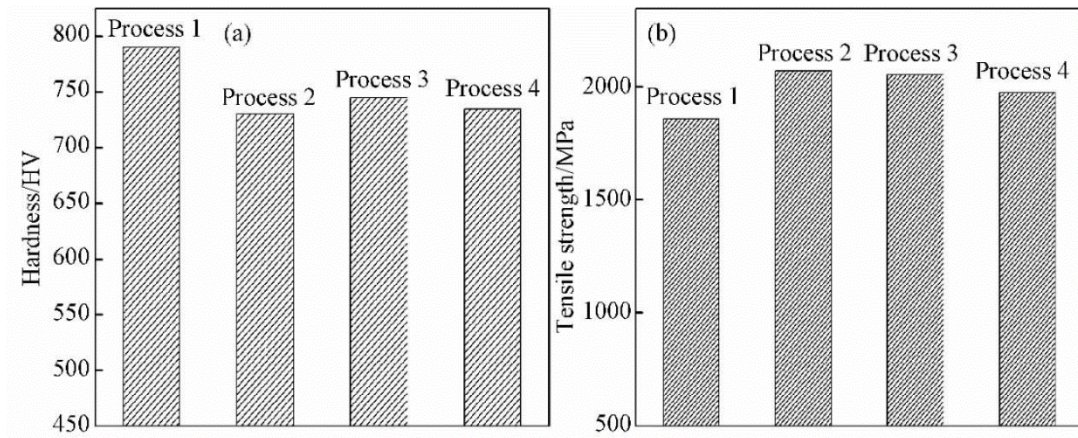 Hardness/HV
800
750
700
650
600
550
500
450
Process 1
(a)
Process 2
Process 3
Process 4
Tensile strength/MPa
2000
1500
1000
500
(b)
Process 1
Process 2
Process 3
Process 4